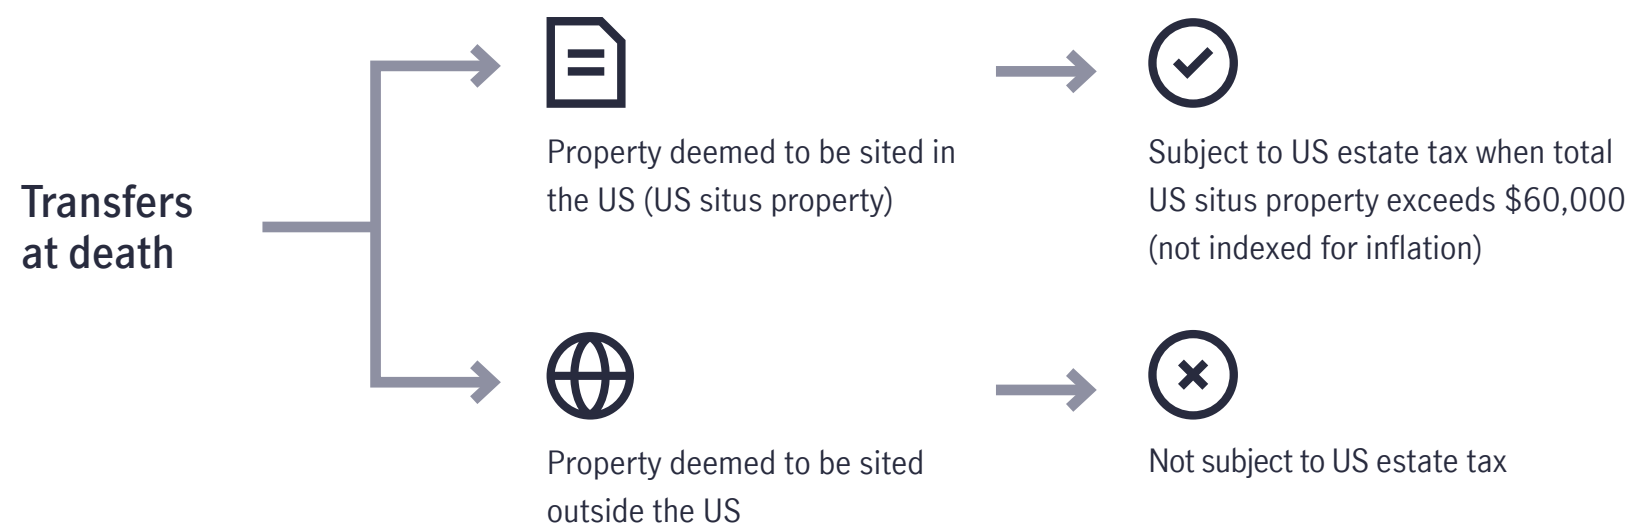 Transfers
at death
Property deemed to be sited in
the US (US situs property)
Subject to US estate tax when total
US situs property exceeds $60,000
(not indexed for inflation)
Property deemed to be sited
outside the US
Not subject to US estate tax